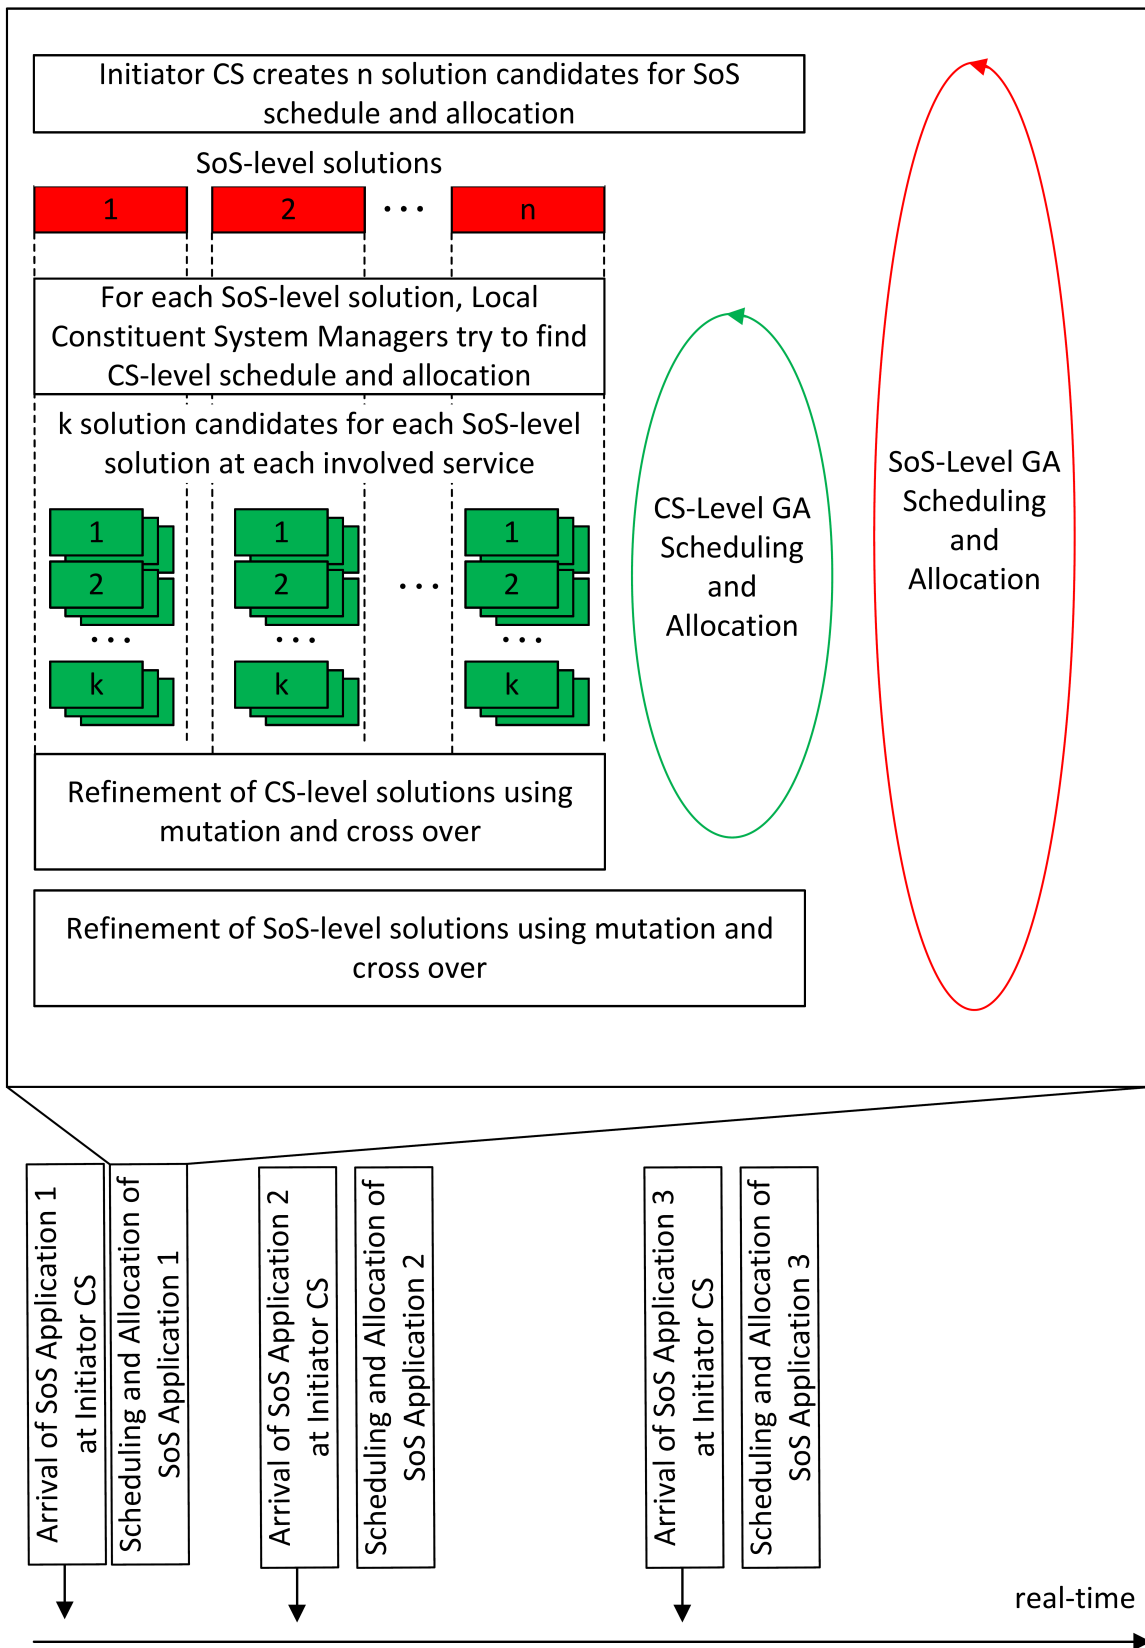 Initiator CS creates n solution candidates for SoS
schedule and allocation
SoS-level solutions
1
2
...
n
For each SoS-level solution, Local
Constituent System Managers try to find
CS-level schedule and allocation
k solution candidates for each SoS-level
solution at each involved service
1
1
1
2
2
...
2
...
...
...
k
k
k
Refinement of CS-level solutions using
mutation and cross over
Refinement of SoS-level solutions using mutation and
cross over
CS-Level GA
Scheduling
and
Allocation
SoS-Level GA
Scheduling
and
Allocation
Arrival of SoS Application 1
at Initiator CS
Scheduling and Allocation of
SoS Application 1
Arrival of SoS Application 2
at Initiator CS
Scheduling and Allocation of
SoS Application 2
Arrival of SoS Application 3
at Initiator CS
Scheduling and Allocation of
SoS Application 3
real-time